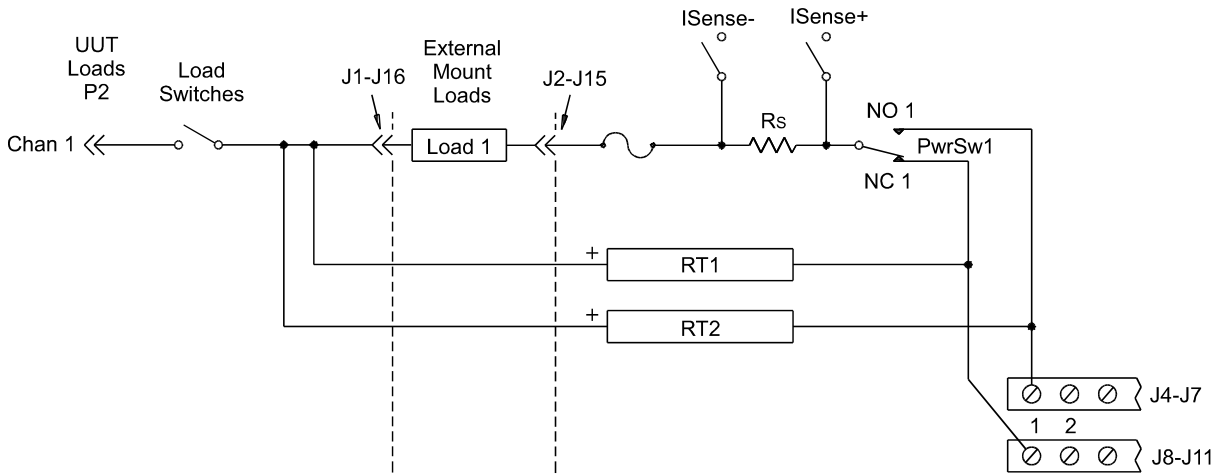 ISense-
ISense+
UUT
Loads
P2
Load
Switches
J1-J16
External
Mount
Loads
J2-J15
Chan 1
Load 1
Rs
NO 1
PwrSw1
NC 1
+
RT1
+
RT2
J4-J7
1 2
J8-J11